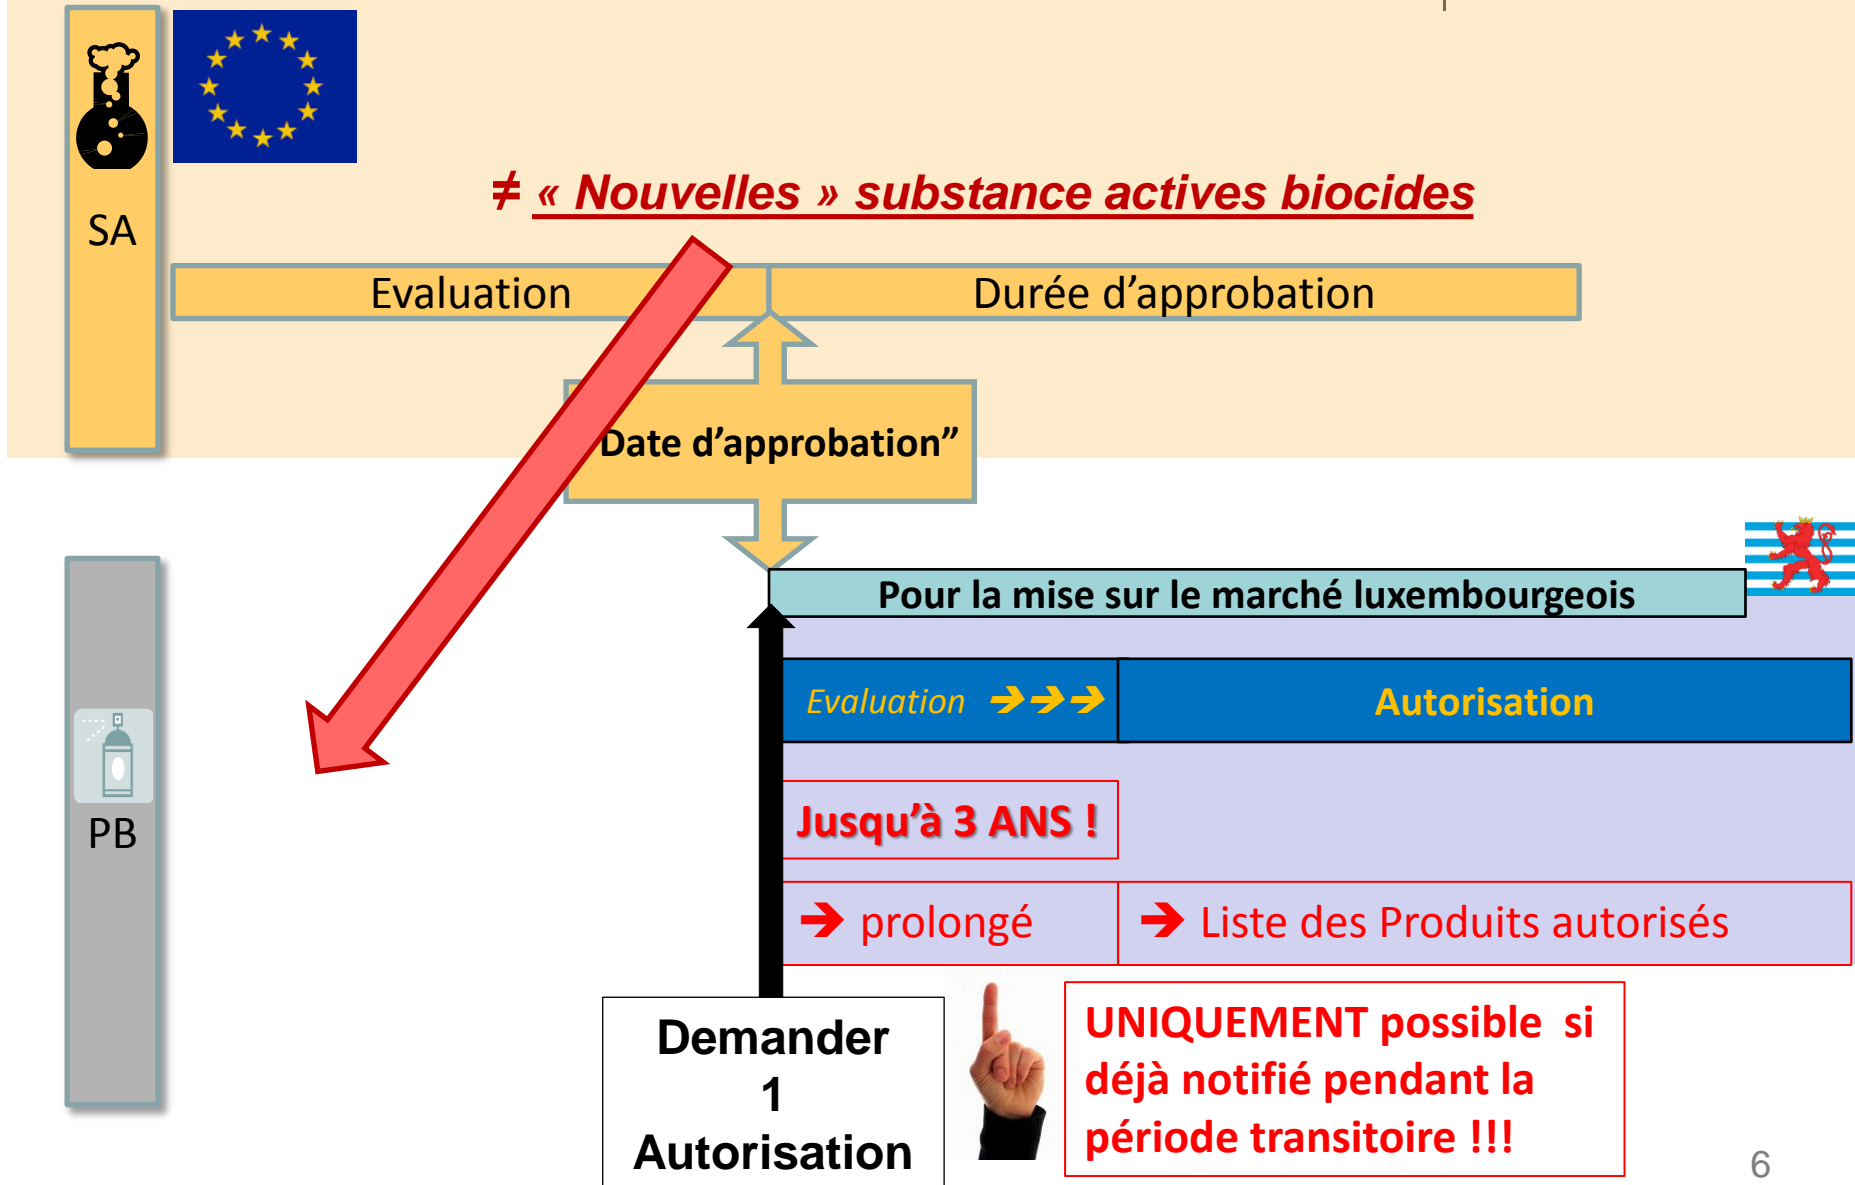 SA
≠ « Nouvelles » substance actives biocides
Evaluation
Durée d’approbation
Date d’approbation”
Pour la mise sur le marché luxembourgeois
PB
Evaluation ➔➔➔
Autorisation
Jusqu’à 3 ANS !
➔ prolongé
➔ Liste des Produits autorisés
Demander
1
Autorisation
UNIQUEMENT possible si
déjà notifié pendant la
période transitoire !!!
6